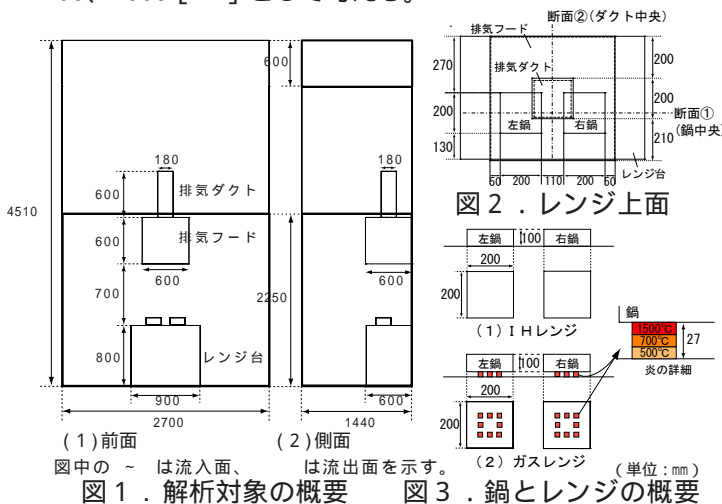 600
4510
180
600
排気ダクト
600
排気フード
600
700
800
レンジ台
900
2700
(1)前面
180
2250
600
1440
(2)側面
図中の ~ は流入面、 は流出面を示す。
図1．解析対象の概要
断面②(ダクト中央)
排気フード
排気ダクト
270
200
130
200
200
210
断面①
(鍋中央)
左鍋
右鍋
50 200 110 200 50
レンジ台
図2．レンジ上面
左鍋 100 右鍋
200
200
(1)IHレンジ
鍋
1500℃
700℃
500℃
27
炎の詳細
左鍋 100 右鍋
200
200
(2)ガスレンジ
(単位:㎜)
図3．鍋とレンジの概要